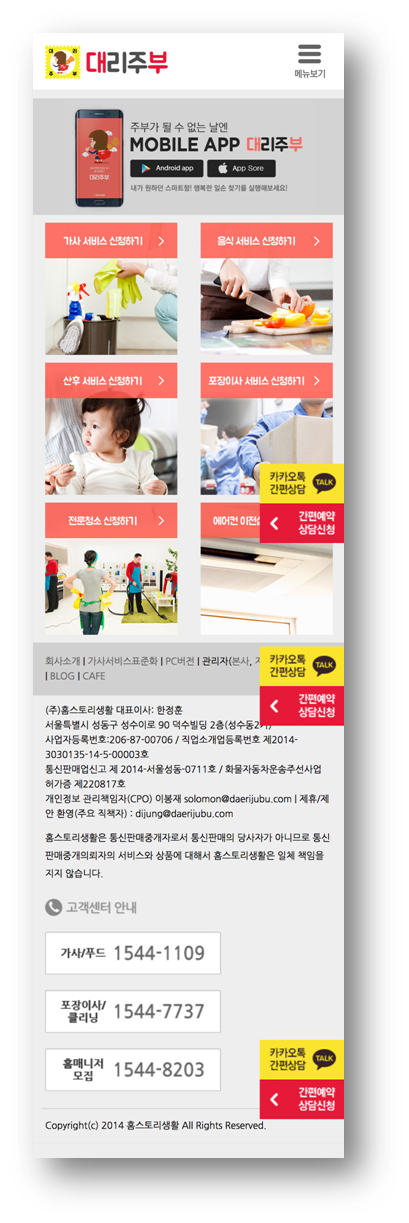 대 리
주 부
대리주부
메뉴보기
주부가 될 수 없는 날엔
MOBILE APP 대리주부
Android app
App Sore
내가 원하던 스마트함! 행복한 일손 찾기를 실행해보세요!
가사 서비스 신청하기
음식 서비스 신청하기
산후 서비스 신청하기
포장이사 서비스 신청하기
카카오톡
간편상담
TALK
간편예약
상담신청
전문청소 신청하기
에어컨 이전
회사소개 | 가사서비스표준화 | PC버전 | 관리자(본사,
| BLOG | CAFE
카카오톡
간편상담
TALK
간편예약
상담신청
(주)홈스토리생활 대표이사: 한정훈
서울특별시 성동구 성수이로 90 덕수빌딩 2층(성수동2가)
사업자등록번호:206-87-00706 / 직업소개업등록번호 제2014-
3030135-14-5-00003호
통신판매업신고 제 2014-서울성동-0711호 / 화물자동차운송주선사업
허가증 제220817호
개인정보 관리책임자(CPO) 이봉재 solomon@daerijubu.com | 제휴/제
안 환영(주요 직책자) : dijung@daerijubu.com
홈스토리생활은 통신판매중개자로서 통신판매의 당사자가 아니므로 통신
판매중개의뢰자의 서비스와 상품에 대해서 홈스토리생활은 일체 책임을
지지 않습니다.
고객센터 안내
가사/푸드 1544-1109
포장이사/
클리닝 1544-7737
홈매니저
모집 1544-8203
카카오톡
간편상담
TALK
간편예약
상담신청
Copyright(c) 2014 홈스토리생활 All Rights Reserved.